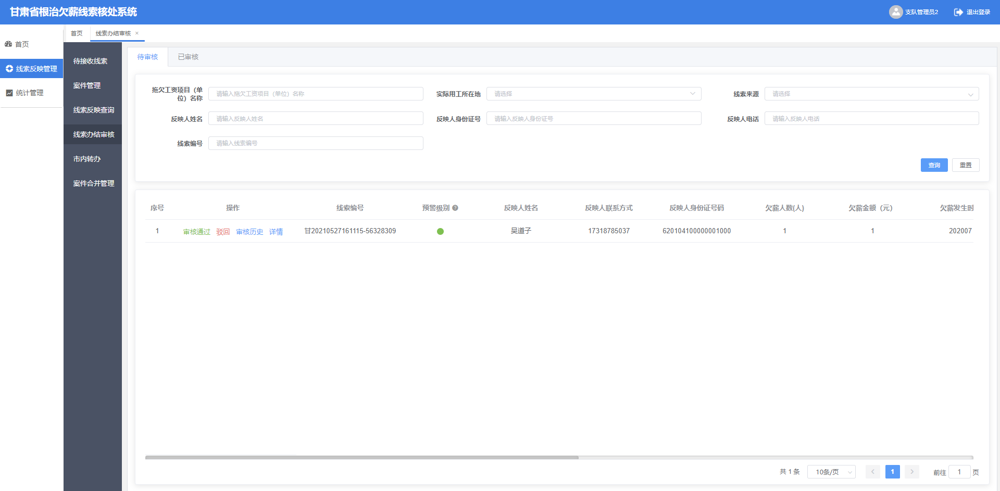 甘肃省根治欠薪线索核处系统
支队管理员2
退出登录
首页
线索反映管理
统计管理
首页
线索办结审核 ×
待接收线索
案件管理
线索反映查询
线索办结审核
市内转办
案件合并管理
待审核
已审核
拖欠工资项目（单
位）名称
请输入拖欠工资项目（单位）名称
实际用工所在地
请选择
线索来源
请选择
反映人姓名
请输入反映人姓名
反映人身份证号
请输入反映人身份证号
反映人电话
请输入反映人电话
线索编号
请输入线索编号
查询
重置
序号 操作 线索编号 预警级别 反映人姓名 反映人联系方式 反映人身份证号码 欠薪人数(人) 欠薪金额（元） 欠薪发生时
1 审核通过 驳回 审核历史 详情 甘20210527161115-56328309 吴道子 17318785037 620104100000001000 1 1 202007
共 1 条 10条/页 < 1 > 前往 1 页